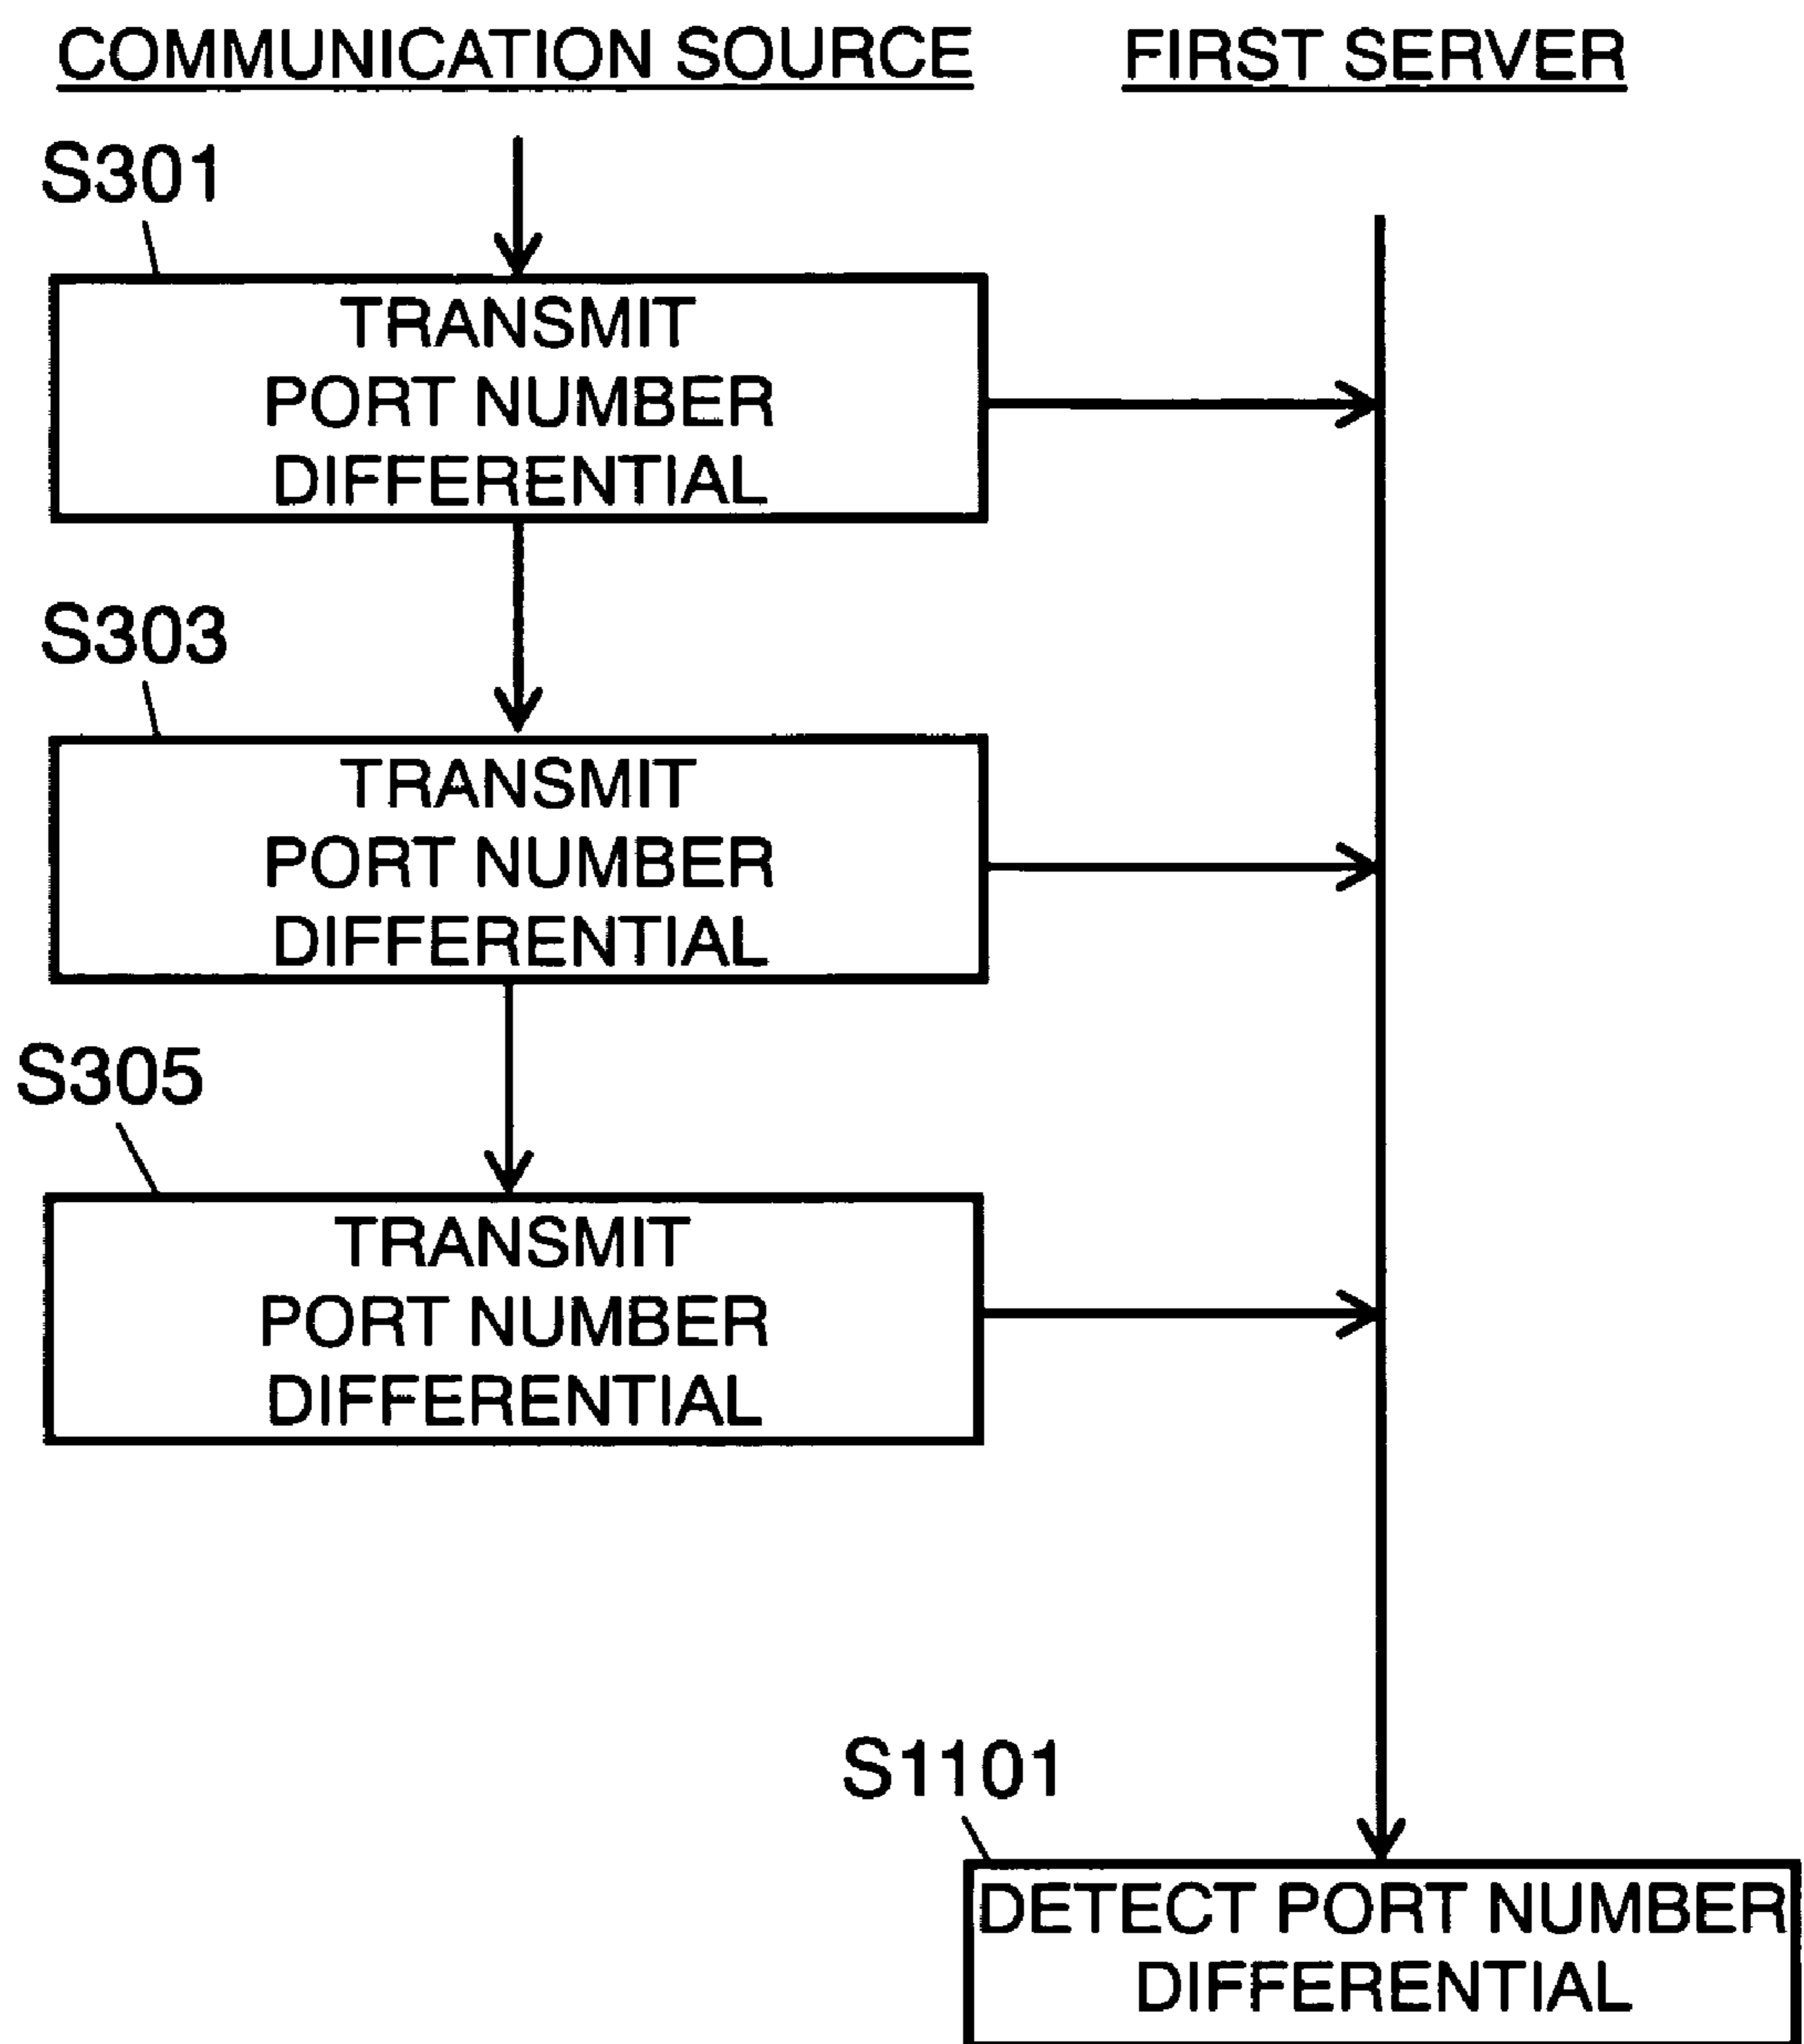 COMMUNICATION SOURCE
FIRST SERVER
S301
TRANSMIT
PORT NUMBER
DIFFERENTIAL
S303
TRANSMIT
PORT NUMBER
DIFFERENTIAL
S305
TRANSMIT
PORT NUMBER
DIFFERENTIAL
S1101
DETECT PORT NUMBER
DIFFERENTIAL